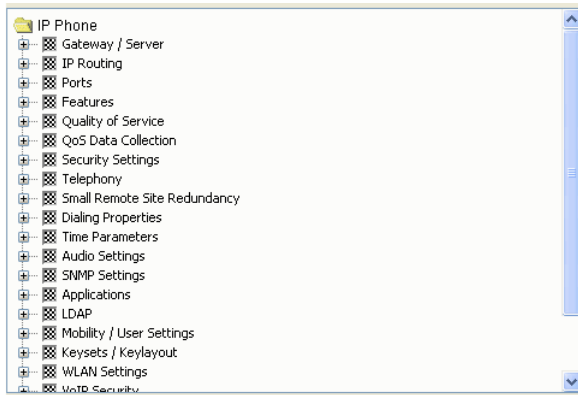 IP Phone
Gateway / Server
IP Routing
Ports
Features
Quality of Service
QoS Data Collection
Security Settings
Telephony
Small Remote Site Redundancy
Dialing Properties
Time Parameters
Audio Settings
SNMP Settings
Applications
LDAP
Mobility / User Settings
Keysets / Keylayout
WLAN Settings
VoIP Security